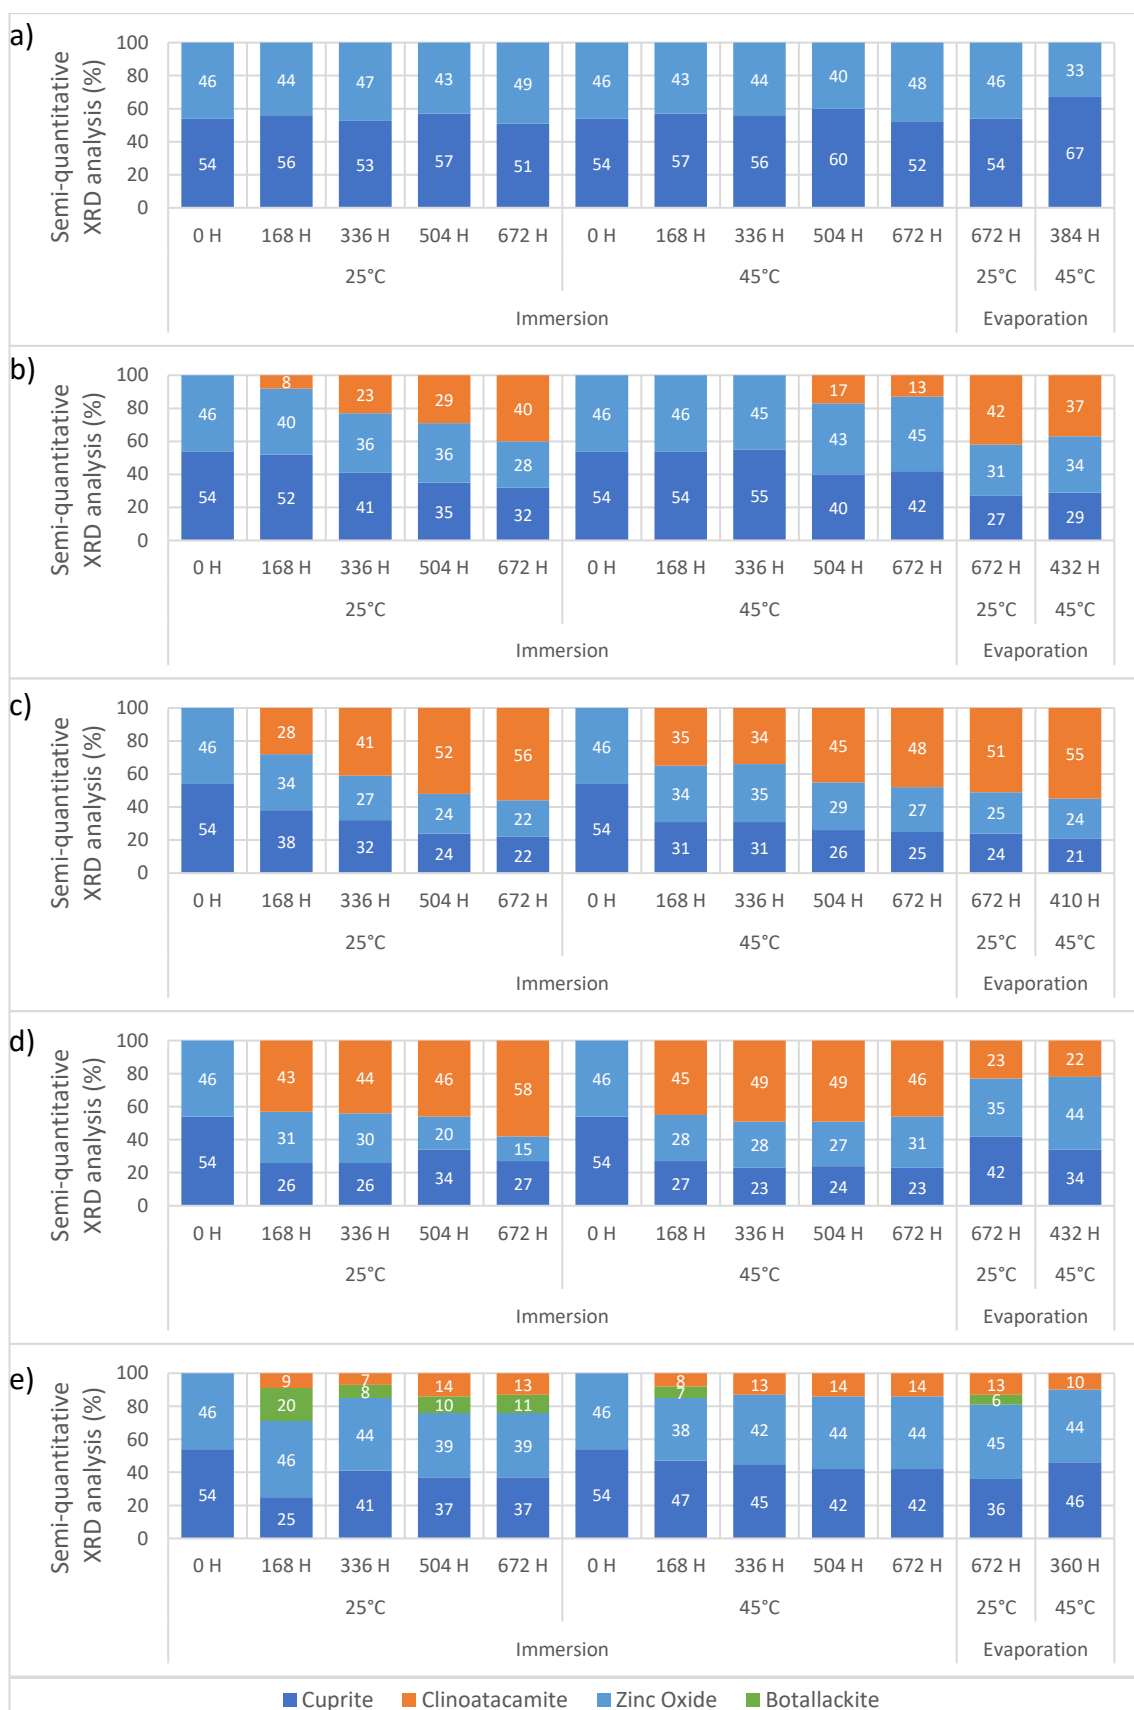 a)
Semi-quantitative
XRD analysis (%)
100
80
60
40
20
0
46 44 47 43 49 46 43 44 40 48 46 33
54 56 53 57 51 54 57 56 60 52 54 67
0 H 168 H 336 H 504 H 672 H 0 H 168 H 336 H 504 H 672 H 672 H 384 H
25°C 45°C 25°C 45°C
Immersion Evaporation
b)
Semi-quantitative
XRD analysis (%)
100
80
60
40
20
0
8 23 29 40 17 13 42 37
46 40 36 36 28 46 46 45 43 45 31 34
54 52 41 35 32 54 54 55 40 42 27 29
0 H 168 H 336 H 504 H 672 H 0 H 168 H 336 H 504 H 672 H 672 H 432 H
25°C 45°C 25°C 45°C
Immersion Evaporation
c)
Semi-quantitative
XRD analysis (%)
100
80
60
40
20
0
28 41 52 56 35 34 45 48 51 55
46 34 27 24 22 46 34 35 29 27 25 24
54 38 32 24 22 54 31 31 26 25 24 21
0 H 168 H 336 H 504 H 672 H 0 H 168 H 336 H 504 H 672 H 672 H 410 H
25°C 45°C 25°C 45°C
Immersion Evaporation
d)
Semi-quantitative
XRD analysis (%)
100
80
60
40
20
0
43 44 46 58 45 49 49 46 23 22
46 31 30 20 15 46 28 28 27 31 35 44
54 26 26 34 27 54 27 23 24 23 42 34
0 H 168 H 336 H 504 H 672 H 0 H 168 H 336 H 504 H 672 H 672 H 432 H
25°C 45°C 25°C 45°C
Immersion Evaporation
e)
Semi-quantitative
XRD analysis (%)
100
80
60
40
20
0
9 7 14 13 8 13 14 14 13 10
20 8 10 11 7 6
46 46 44 39 39 46 38 42 44 44 45 44
54 25 41 37 37 54 47 45 42 42 36 46
0 H 168 H 336 H 504 H 672 H 0 H 168 H 336 H 504 H 672 H 672 H 360 H
25°C 45°C 25°C 45°C
Immersion Evaporation
Cuprite Clinoatacamite Zinc Oxide Botallackite